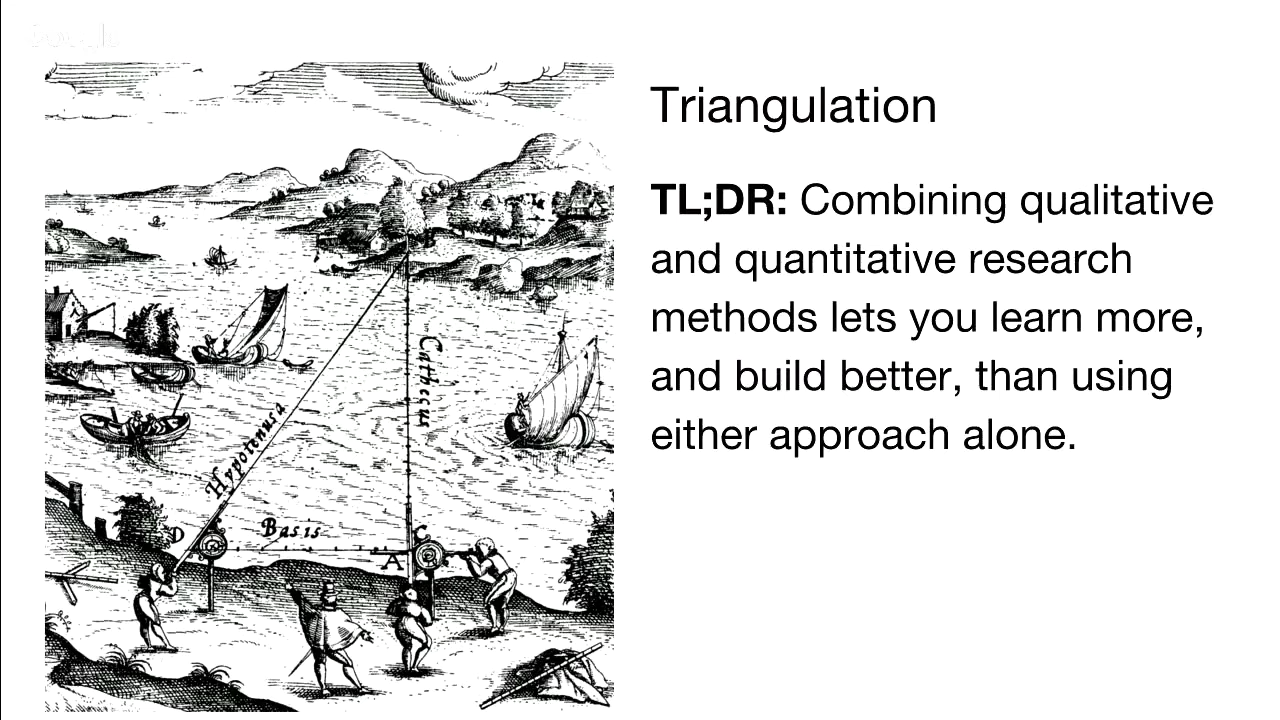 Triangulation
TL;DR: Combining qualitative
and quantitative research
methods lets you learn more,
and build better, than using
either approach alone.
B
Cathetus
Hypotenusa
D
Basis
C
A